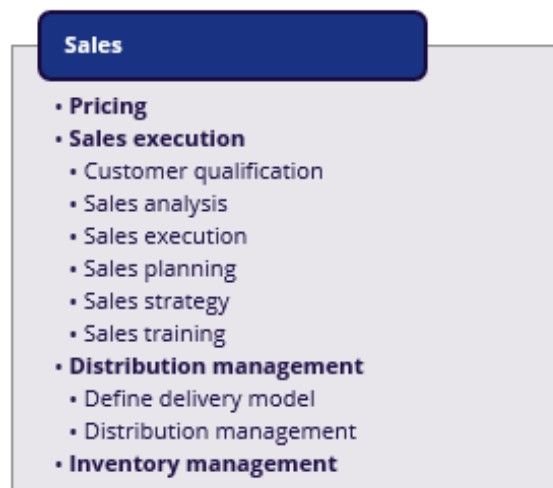 Sales
• Pricing
• Sales execution
• Customer qualification
• Sales analysis
• Sales execution
• Sales planning
• Sales strategy
• Sales training
• Distribution management
• Define delivery model
• Distribution management
• Inventory management